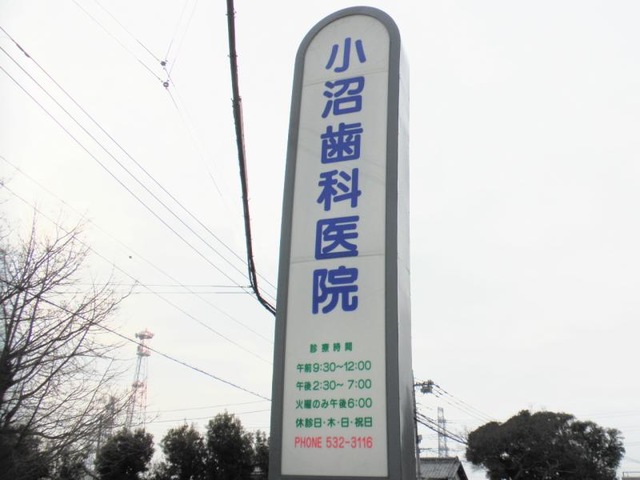 小沼歯科医院
診療時間
午前9:30～12:00
午後2:30～ 7:00
火曜のみ午後6:00
休診日・木・日・祝日
PHONE 532-3116